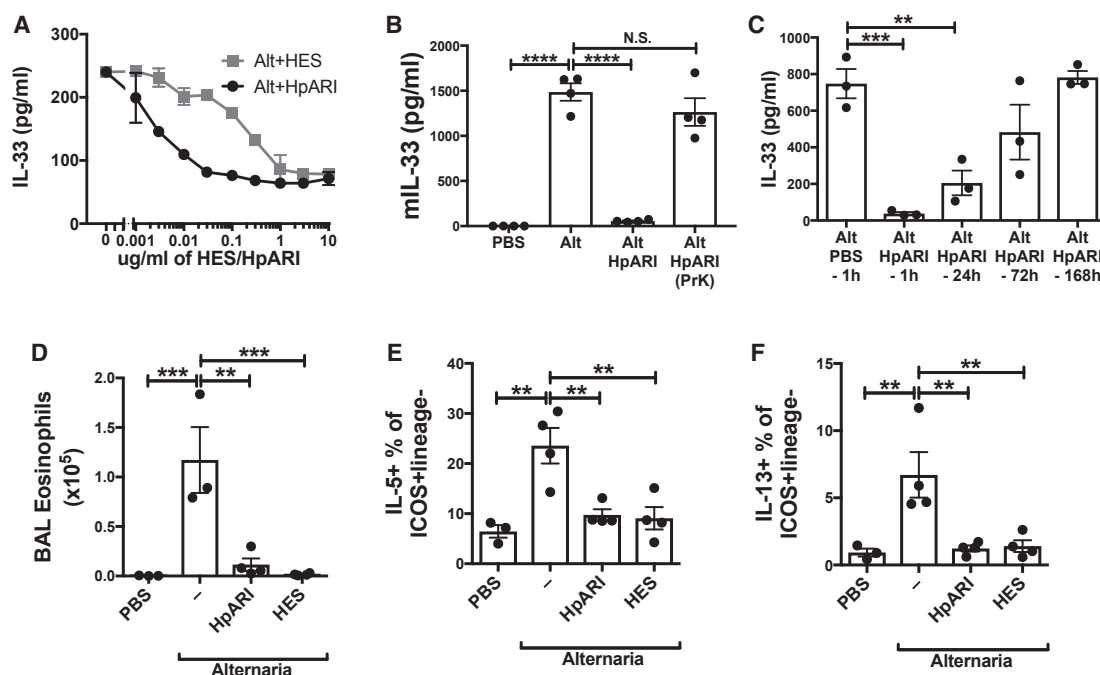 A
300
200
100
0
IL-33 (pg/ml)
Alt+HES
Alt+HpARI
0 0.001 0.01 0.1 1 10
ug/ml of HES/HpARI
B
N.S.
**** ****
2000
1500
1000
500
0
mIL-33 (pg/ml)
PBS Alt Alt Alt
HpARI HpARI
(PrK)
C
**
***
1000
800
600
400
200
0
IL-33 (pg/ml)
Alt Alt Alt Alt Alt
PBS HpARI HpARI HpARI HpARI
- 1h - 1h - 24h - 72h - 168h
D
***
*** **
2.0
1.5
1.0
0.5
0.0
BAL Eosinophils
(x10⁵)
PBS – HpARI HES
Alternaria
E
**
** **
40
30
20
10
0
IL-5+ % of
ICOS+lineage-
PBS – HpARI HES
Alternaria
F
**
** **
15
10
5
0
IL-13+ % of
ICOS+lineage-
PBS – HpARI HES
Alternaria